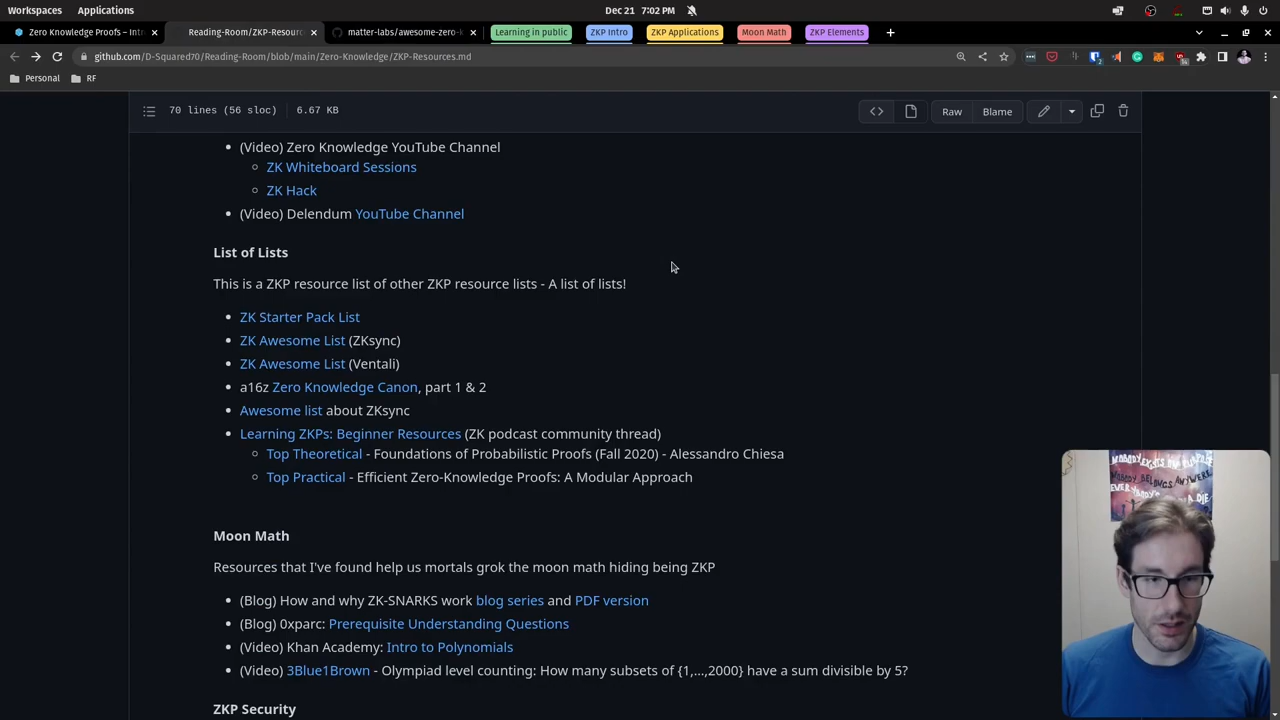 Workspaces Applications Dec 21 7:02 PM
Zero Knowledge Proofs – Intr Reading-Room/ZKP-Resourc matter-labs/awesome-zero-k Learning in public ZKP Intro ZKP Applications Moon Math ZKP Elements
github.com/D-Squared70/Reading-Room/blob/main/Zero-Knowledge/ZKP-Resources.md
Personal RF
70 lines (56 sloc) 6.67 KB Raw Blame
(Video) Zero Knowledge YouTube Channel
ZK Whiteboard Sessions
ZK Hack
(Video) Delendum YouTube Channel
List of Lists
This is a ZKP resource list of other ZKP resource lists - A list of lists!
ZK Starter Pack List
ZK Awesome List (ZKsync)
ZK Awesome List (Ventali)
a16z Zero Knowledge Canon, part 1 & 2
Awesome list about ZKsync
Learning ZKPs: Beginner Resources (ZK podcast community thread)
Top Theoretical - Foundations of Probabilistic Proofs (Fall 2020) - Alessandro Chiesa
Top Practical - Efficient Zero-Knowledge Proofs: A Modular Approach
Moon Math
Resources that I've found help us mortals grok the moon math hiding being ZKP
(Blog) How and why ZK-SNARKS work blog series and PDF version
(Blog) 0xparc: Prerequisite Understanding Questions
(Video) Khan Academy: Intro to Polynomials
(Video) 3Blue1Brown - Olympiad level counting: How many subsets of {1,...,2000} have a sum divisible by 5?
ZKP Security
NOBODY EXISTS
NOBODY BELONGS ANYWHERE